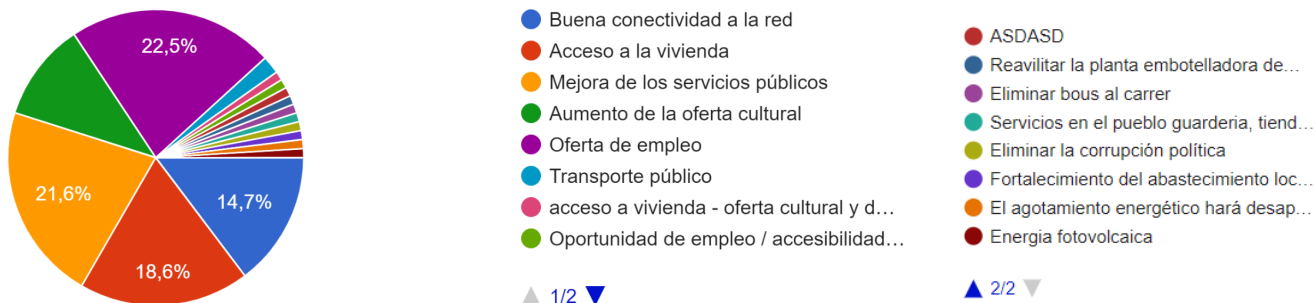 22,5%
21,6%
14,7%
18,6%
Buena conectividad a la red
Acceso a la vivienda
Mejora de los servicios públicos
Aumento de la oferta cultural
Oferta de empleo
Transporte público
acceso a vivienda - oferta cultural y d…
Oportunidad de empleo / accesibilidad…
1/2
ASDASD
Reavilitar la planta embotelladora de…
Eliminar bous al carrer
Servicios en el pueblo guarderia, tiend…
Eliminar la corrupción política
Fortalecimiento del abastecimiento loc…
El agotamiento energético hará desap…
Energia fotovolcaica
2/2